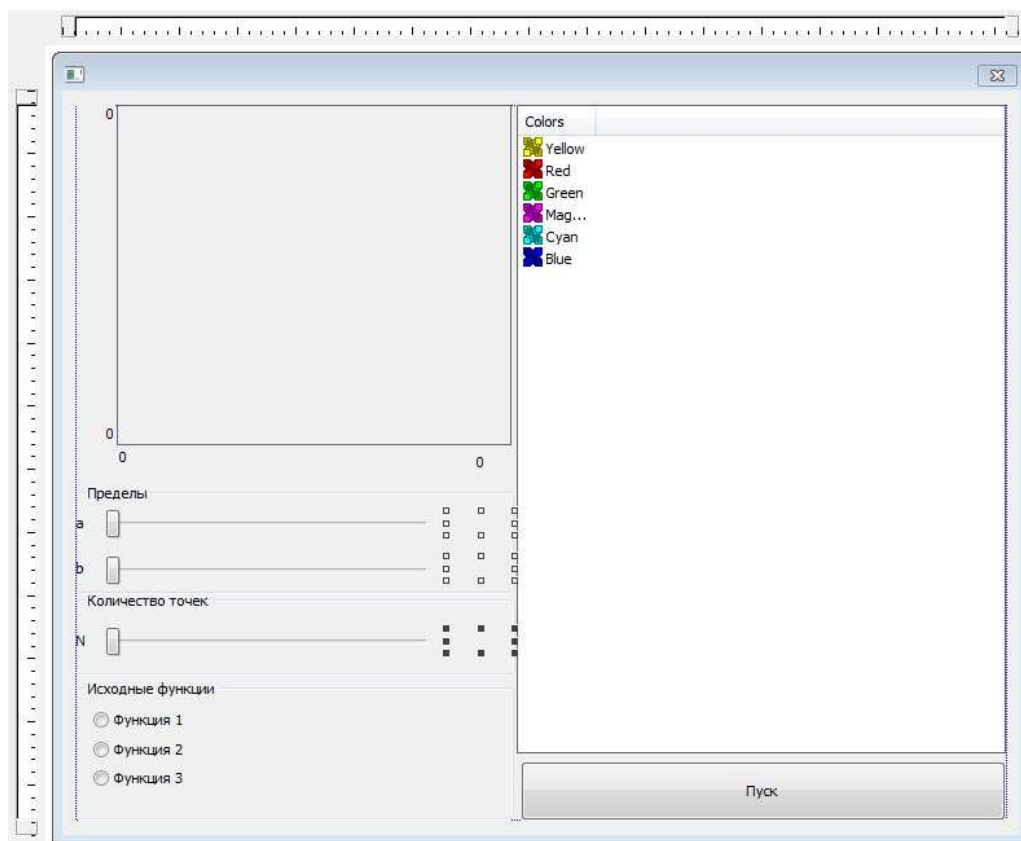 0
0
0
0
Colors
Yellow
Red
Green
Mag...
Cyan
Blue
Пределы
a
b
Количество точек
N
Исходные функции
Функция 1
Функция 2
Функция 3
Пуск